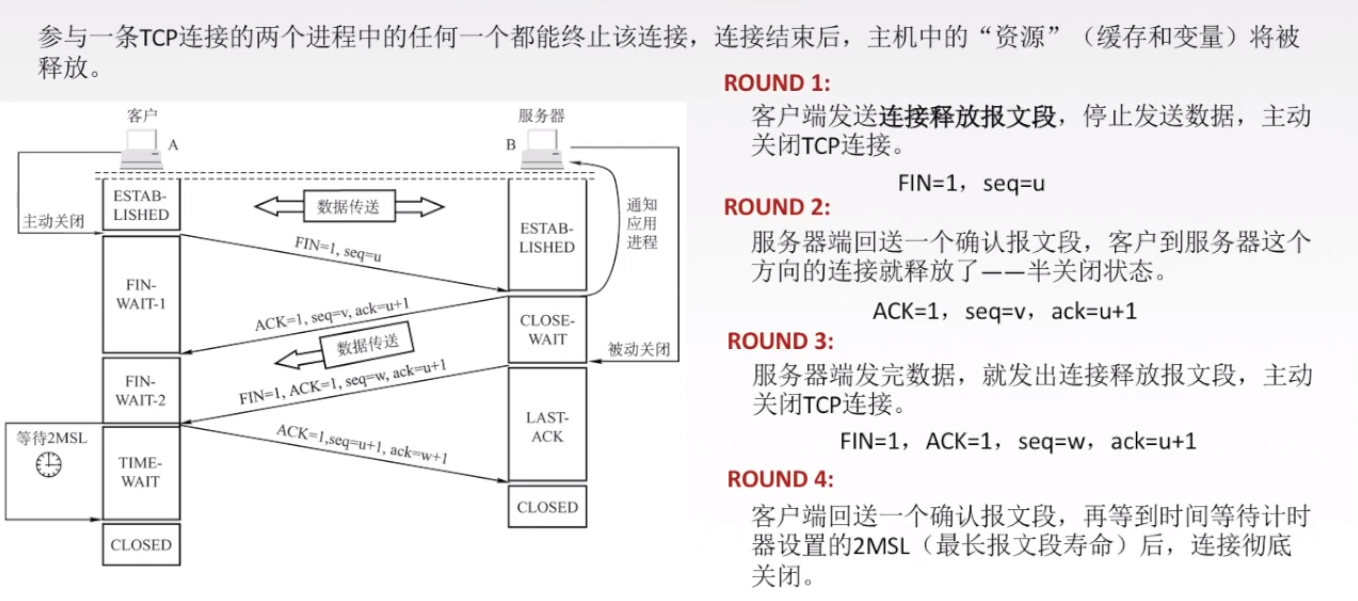 参与一条TCP连接的两个进程中的任何一个都能终止该连接，连接结束后，主机中的“资源”（缓存和变量）将被
释放。
客户
A
服务器
B
ESTAB-
LISHED
数据传送
主动关闭
ESTAB-
LISHED
通知
应用
进程
FIN=1, seq=u
FIN-
WAIT-1
ACK=1, seq=v, ack=u+1
CLOSE-
WAIT
数据传送
被动关闭
FIN-
WAIT-2
FIN=1, ACK=1, seq=w, ack=u+1
LAST-
ACK
等待2MSL
ACK=1,seq=u+1, ack=w+1
TIME-
WAIT
CLOSED
CLOSED
ROUND 1:
客户端发送连接释放报文段，停止发送数据，主动
关闭TCP连接。
FIN=1，seq=u
ROUND 2:
服务器端回送一个确认报文段，客户到服务器这个
方向的连接就释放了——半关闭状态。
ACK=1，seq=v，ack=u+1
ROUND 3:
服务器端发完数据，就发出连接释放报文段，主动
关闭TCP连接。
FIN=1，ACK=1，seq=w，ack=u+1
ROUND 4:
客户端回送一个确认报文段，再等到时间等待计时
器设置的2MSL（最长报文段寿命）后，连接彻底
关闭。